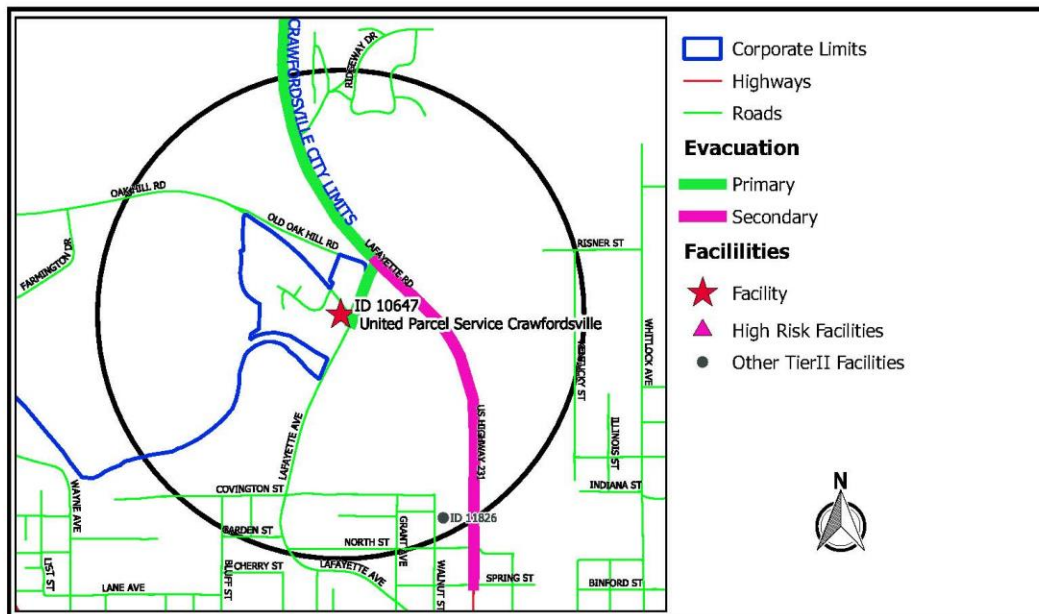 CRAWFORDSVILLE CITY LIMITS
RIDGEWAY DR
OAK HILL RD
OLD OAK HILL RD
LAFAYETTE RD
FARMINGTON DR
RISNER ST
ID 10647
United Parcel Service Crawfordsville
KENTUCKY ST
WHITLOCK AVE
US HIGHWAY 231
ILLINOIS ST
LAFAYETTE AVE
WAYNE AVE
COVINGTON ST
INDIANA ST
GARDEN ST
GRANT AVE
ID 11826
NORTH ST
LIST ST
BLUFF ST
CHERRY ST
LAFAYETTE AVE
WALNUT ST
SPRING ST
BINFORD ST
LANE AVE
Corporate Limits
Highways
Roads
Evacuation
Primary
Secondary
Facililities
Facility
High Risk Facilities
Other TierII Facilities
N